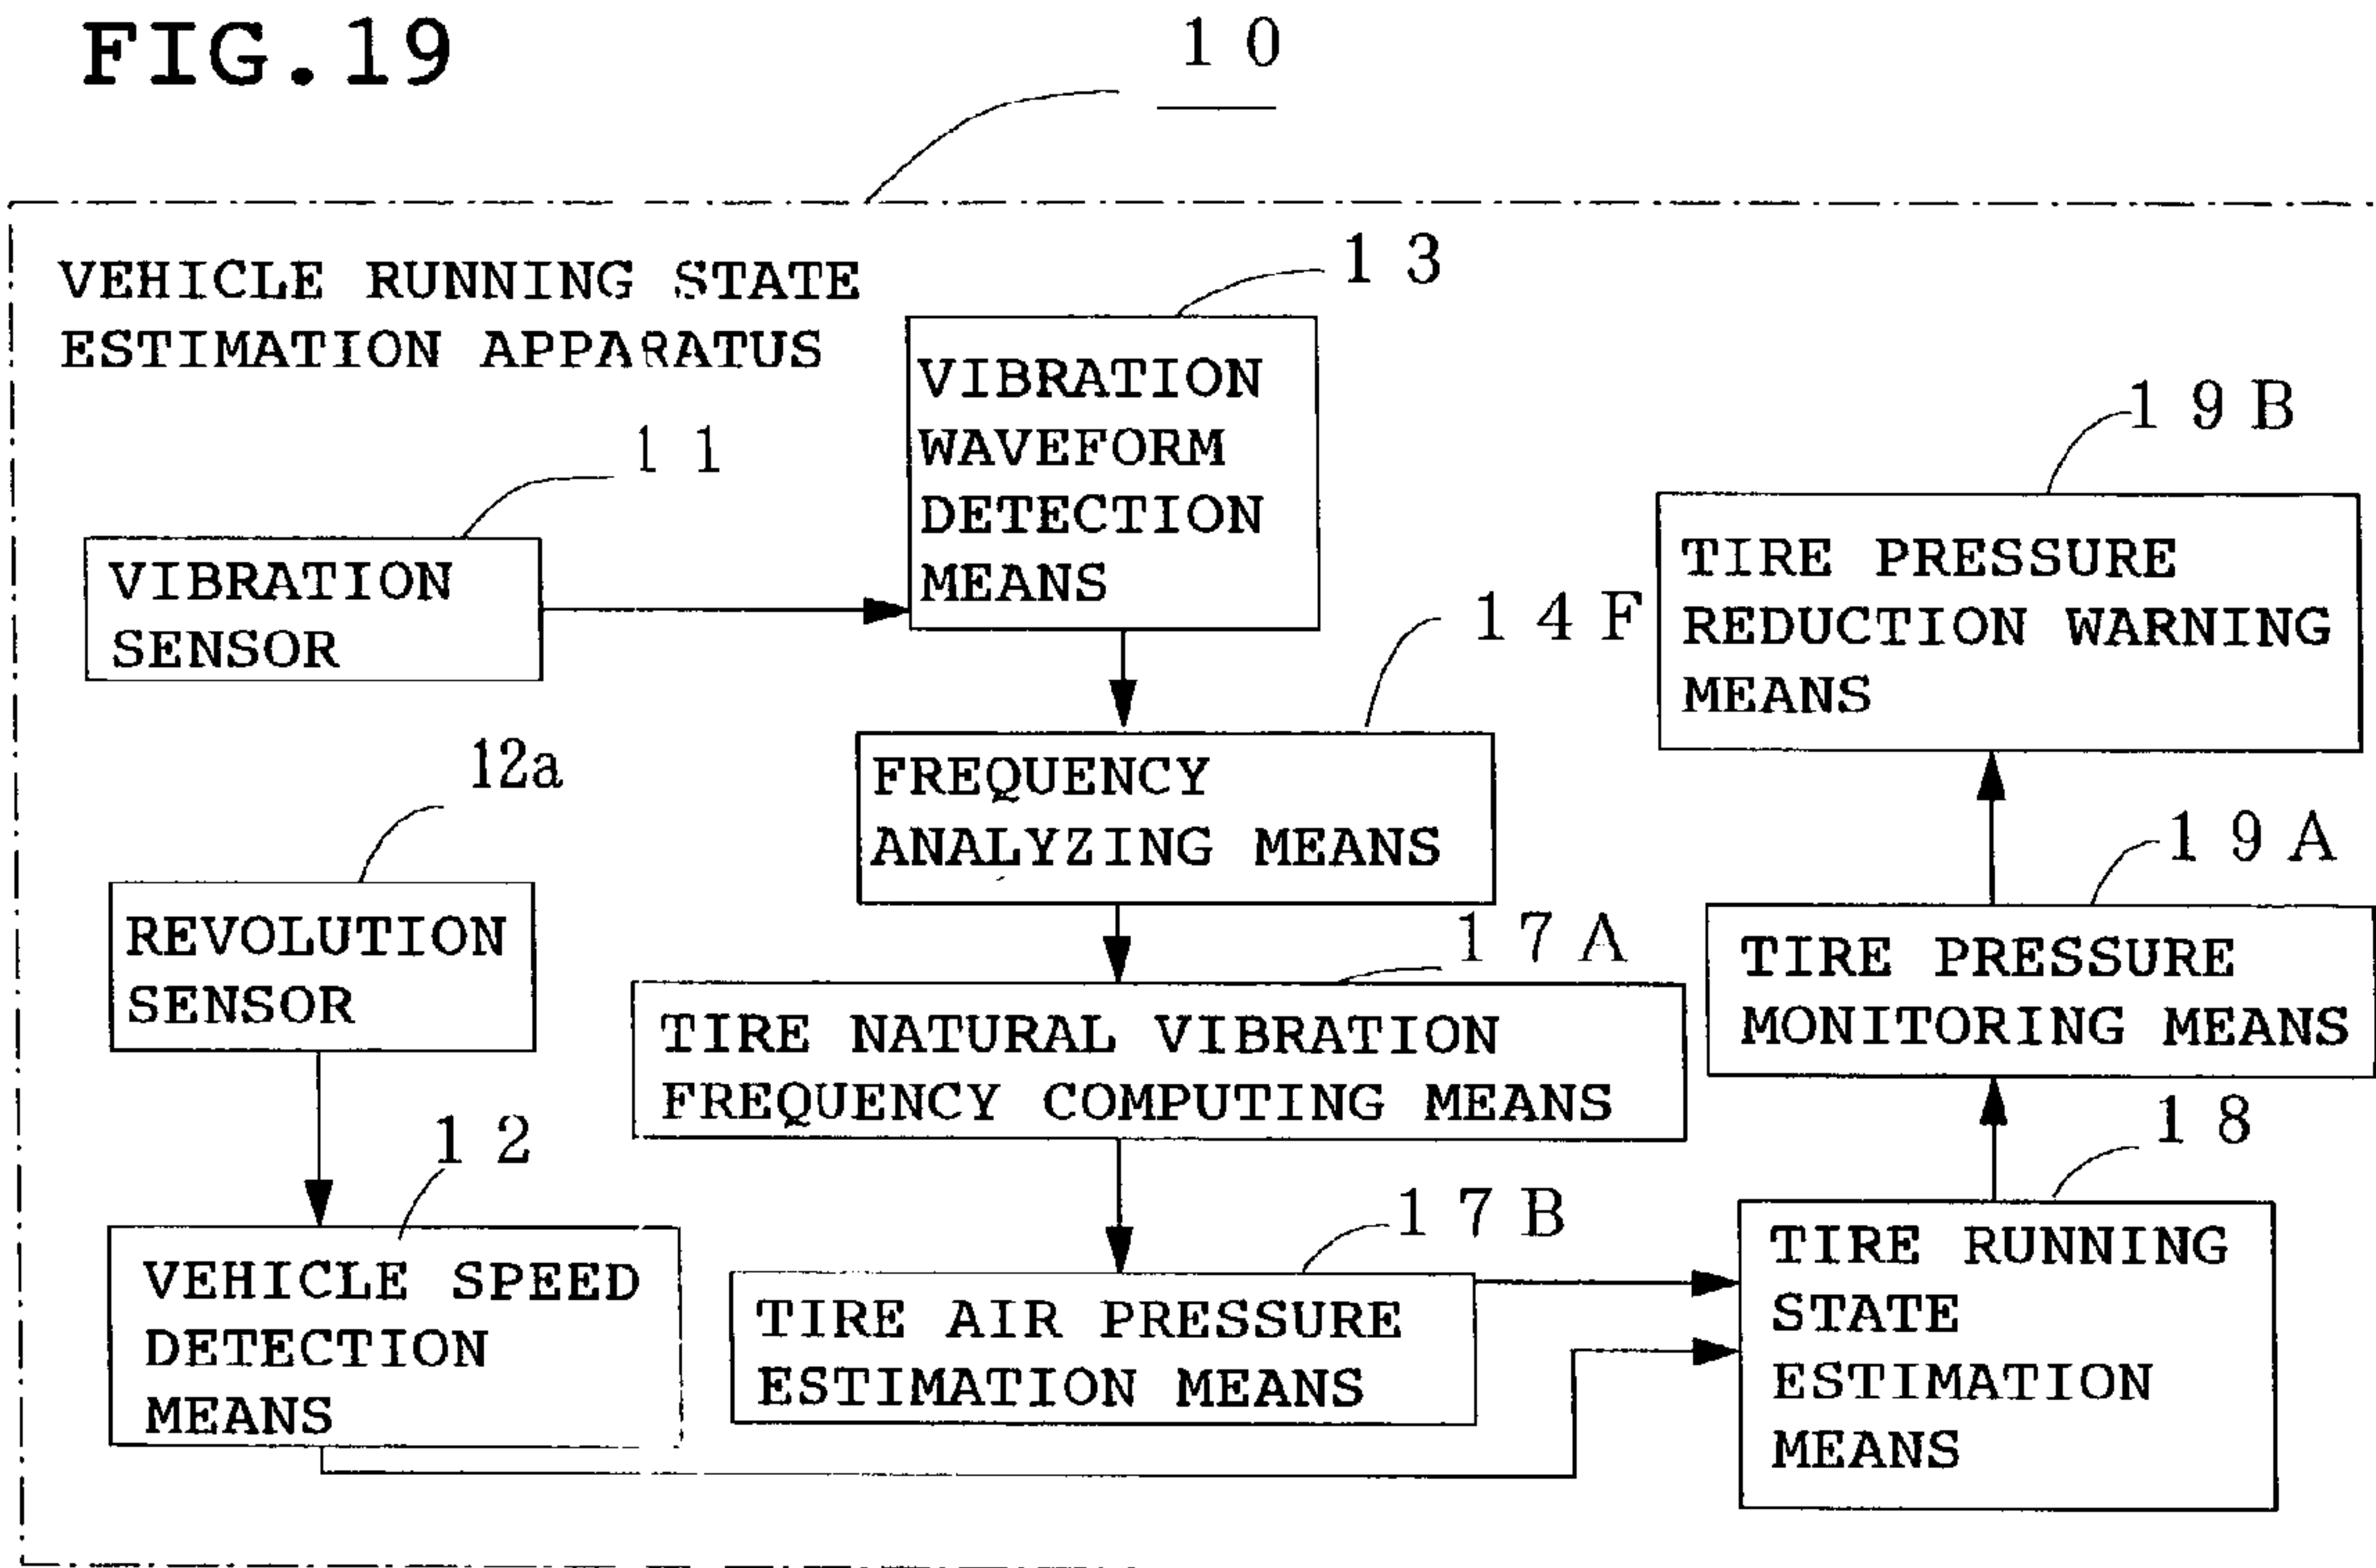 FIG.19
10
VEHICLE RUNNING STATE
ESTIMATION APPARATUS
13
VIBRATION
WAVEFORM
DETECTION
MEANS
11
VIBRATION
SENSOR
19B
TIRE PRESSURE
REDUCTION WARNING
MEANS
14F
FREQUENCY
ANALYZING MEANS
12a
REVOLUTION
SENSOR
19A
TIRE PRESSURE
MONITORING MEANS
17A
TIRE NATURAL VIBRATION
FREQUENCY COMPUTING MEANS
12
VEHICLE SPEED
DETECTION
MEANS
17B
TIRE AIR PRESSURE
ESTIMATION MEANS
18
TIRE RUNNING
STATE
ESTIMATION
MEANS